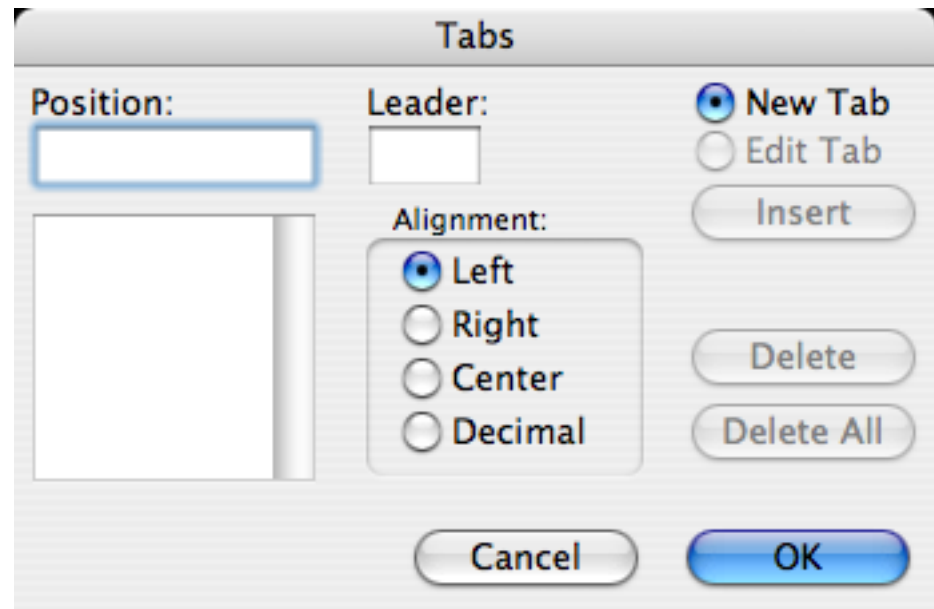 Tabs
Position:
Leader:
New Tab
Edit Tab
Insert
Alignment:
Left
Right
Center
Decimal
Delete
Delete All
Cancel
OK